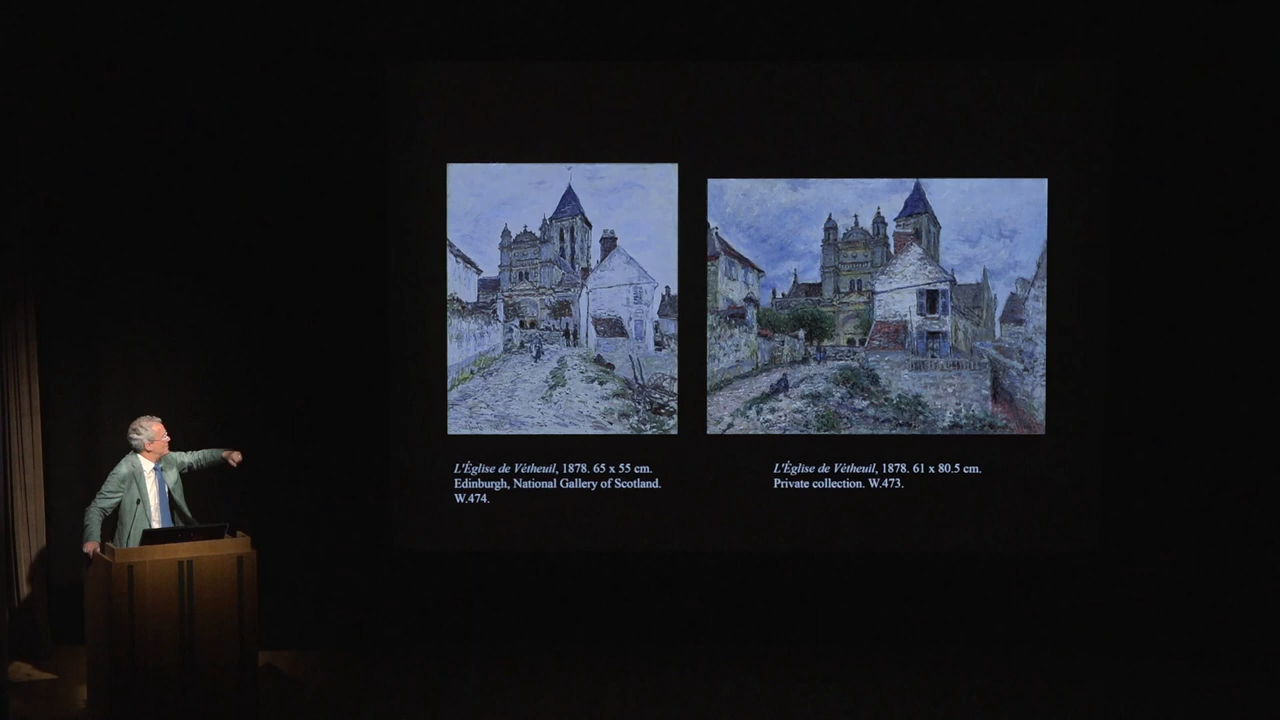 L'Église de Vétheuil, 1878. 65 x 55 cm.
Edinburgh, National Gallery of Scotland.
W.474.
L'Église de Vétheuil, 1878. 61 x 80.5 cm.
Private collection. W.473.